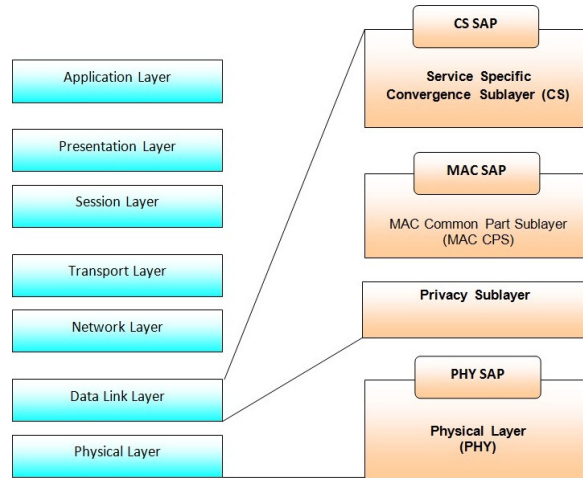 Application Layer
Presentation Layer
Session Layer
Transport Layer
Network Layer
Data Link Layer
Physical Layer
CS SAP
Service Specific
Convergence Sublayer (CS)
MAC SAP
MAC Common Part Sublayer
(MAC CPS)
Privacy Sublayer
PHY SAP
Physical Layer
(PHY)